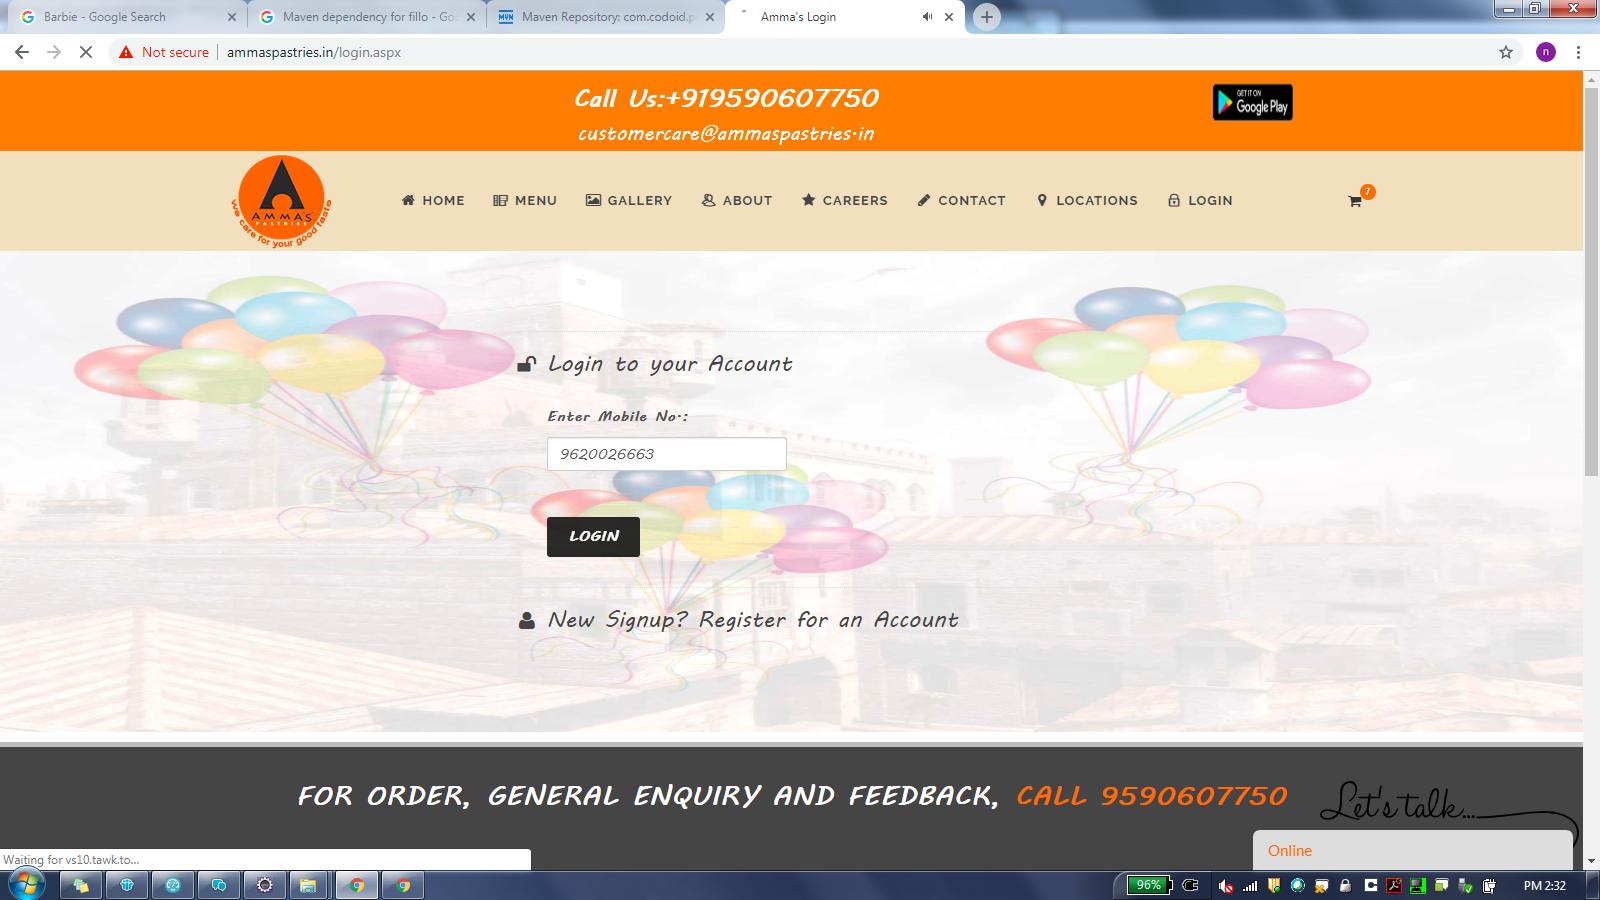 Barbie - Google Search
Maven dependency for fillo - Go
Maven Repository: com.codoid.p
Amma's Login
Not secure
ammaspastries.in/login.aspx
n
Call Us:+919590607750
customercare@ammaspastries.in
GET IT ON
Google Play
AMMA'S
PASTRIES
we care for your good taste
HOME
MENU
GALLERY
ABOUT
CAREERS
CONTACT
LOCATIONS
LOGIN
7
Login to your Account
Enter Mobile No.:
9620026663
LOGIN
New Signup? Register for an Account
FOR ORDER, GENERAL ENQUIRY AND FEEDBACK, CALL 9590607750
Let's talk...
Online
Waiting for vs10.tawk.to...
96%
PM 2:32